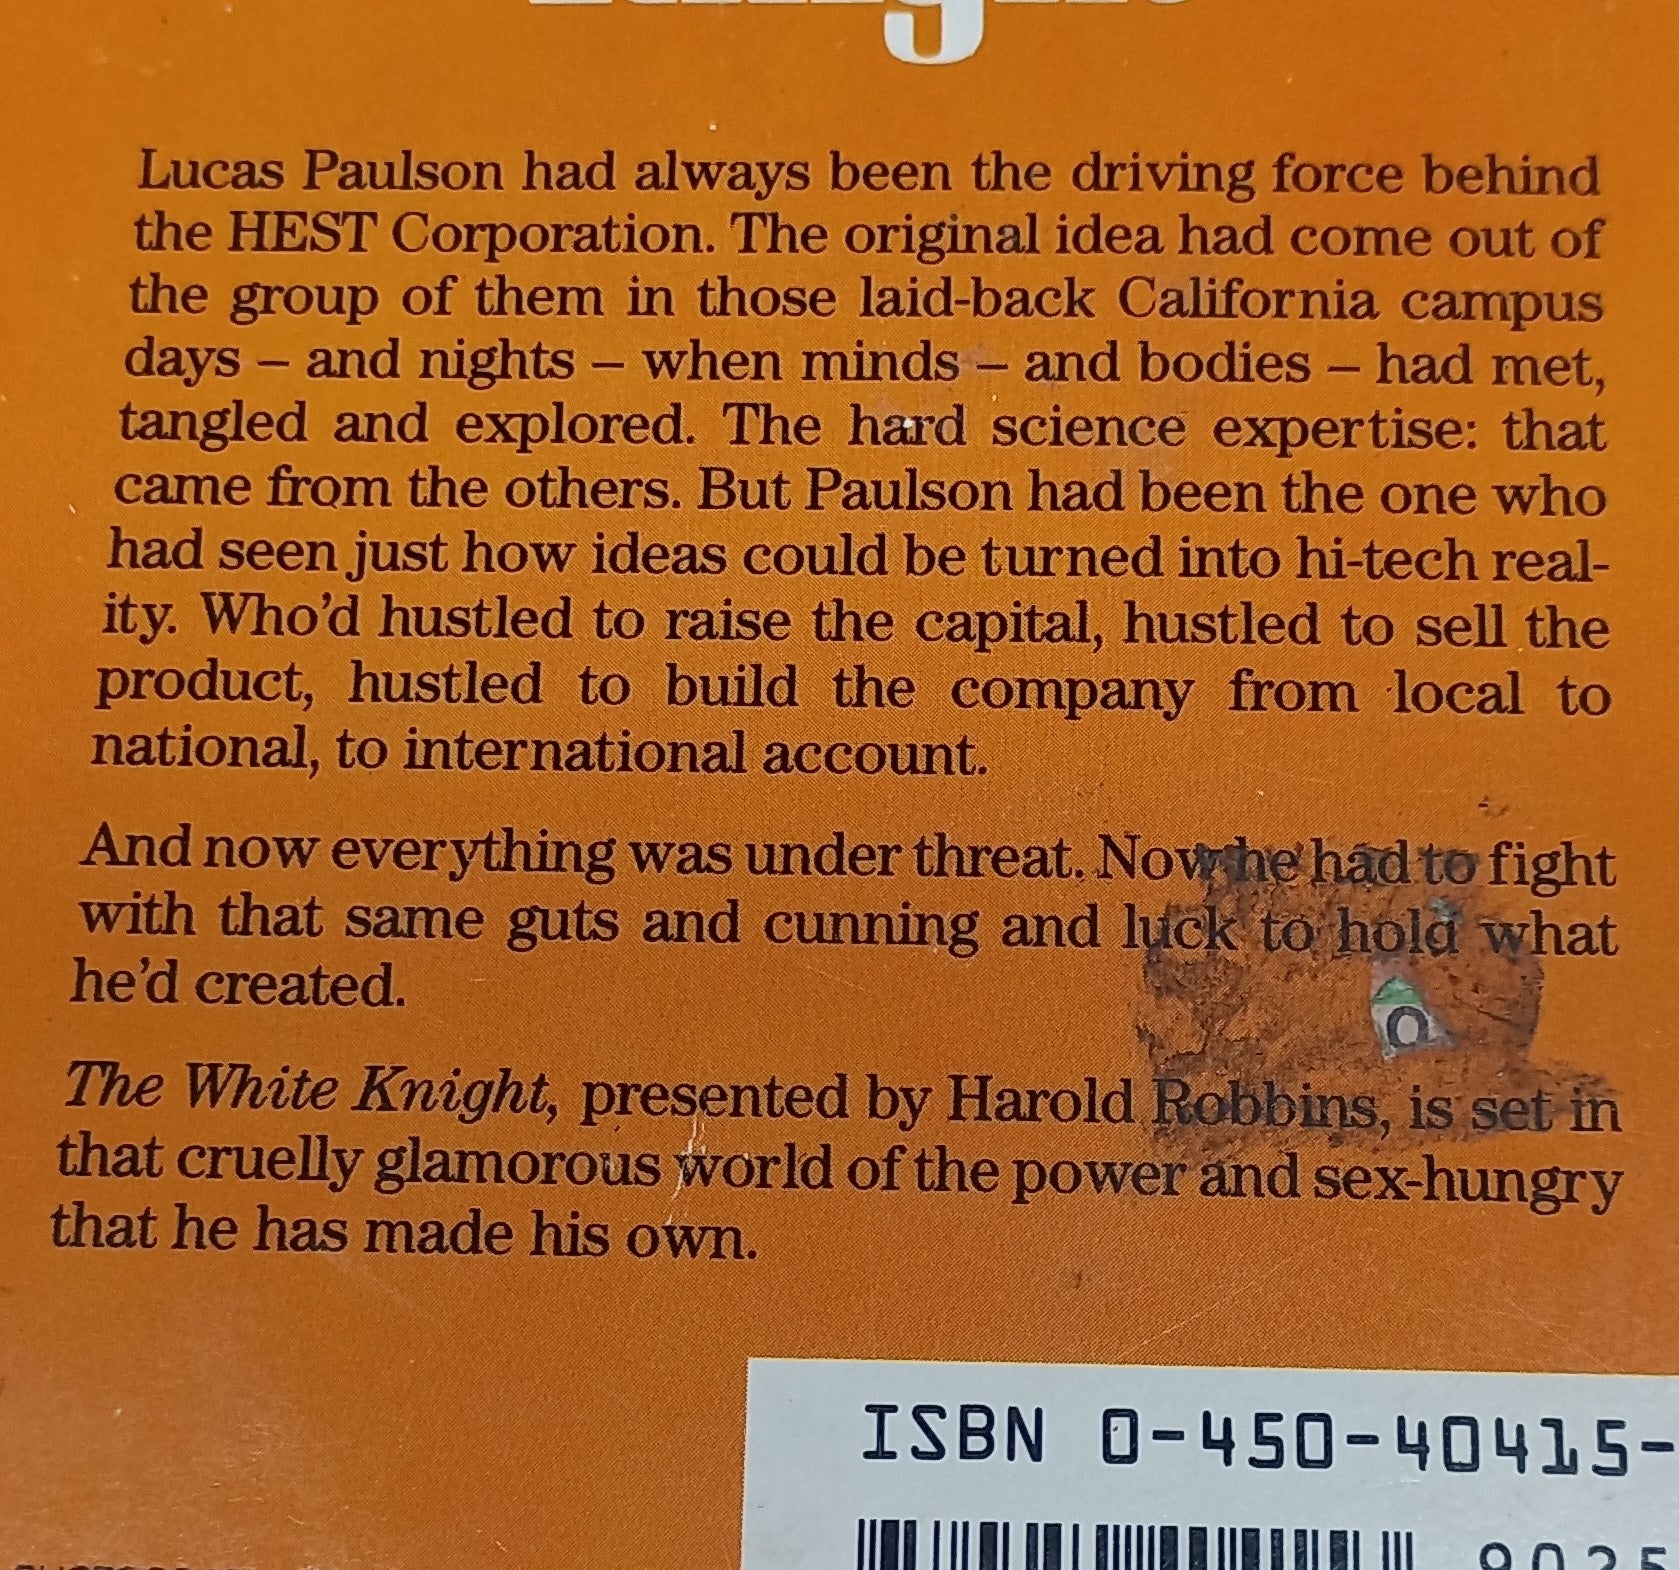 Lucas Paulson had always been the driving force behind
the HEST Corporation. The original idea had come out of
the group of them in those laid-back California campus
days – and nights – when minds – and bodies – had met,
tangled and explored. The hard science expertise: that
came from the others. But Paulson had been the one who
had seen just how ideas could be turned into hi-tech real-
ity. Who'd hustled to raise the capital, hustled to sell the
product, hustled to build the company from local to
national, to international account.
And now everything was under threat. Now he had to fight
with that same guts and cunning and luck to hold what
he'd created.
The White Knight, presented by Harold Robbins, is set in
that cruelly glamorous world of the power and sex-hungry
that he has made his own.
ISBN 0-450-40415-